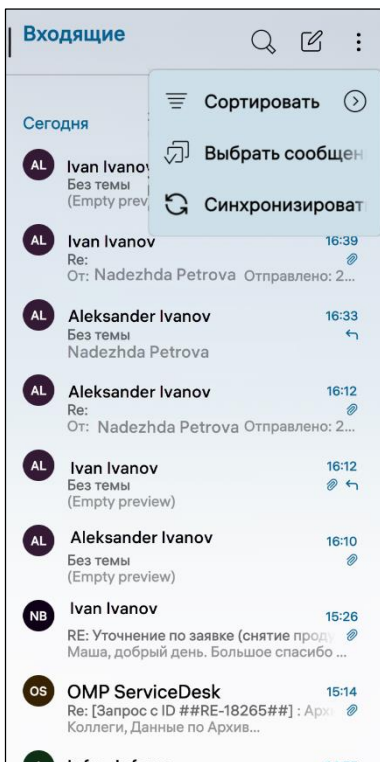 Входящие
Сортировать
Выбрать сообщен
Синхронизироват
Сегодня
AL
Ivan Ivanov
Без темы
(Empty prev
AL
Ivan Ivanov
16:39
Re:
От: Nadezhda Petrova Отправлено: 2...
AL
Aleksander Ivanov
16:33
Без темы
Nadezhda Petrova
AL
Aleksander Ivanov
16:12
Re:
От: Nadezhda Petrova Отправлено: 2...
AL
Ivan Ivanov
16:12
Без темы
(Empty preview)
AL
Aleksander Ivanov
16:10
Без темы
(Empty preview)
NB
Ivan Ivanov
15:26
RE: Уточнение по заявке (снятие проду
Маша, добрый день. Большое спасибо ...
OS
OMP ServiceDesk
15:14
Re: [Запрос с ID ##RE-18265##] : Архи
Коллеги, Данные по Архив...